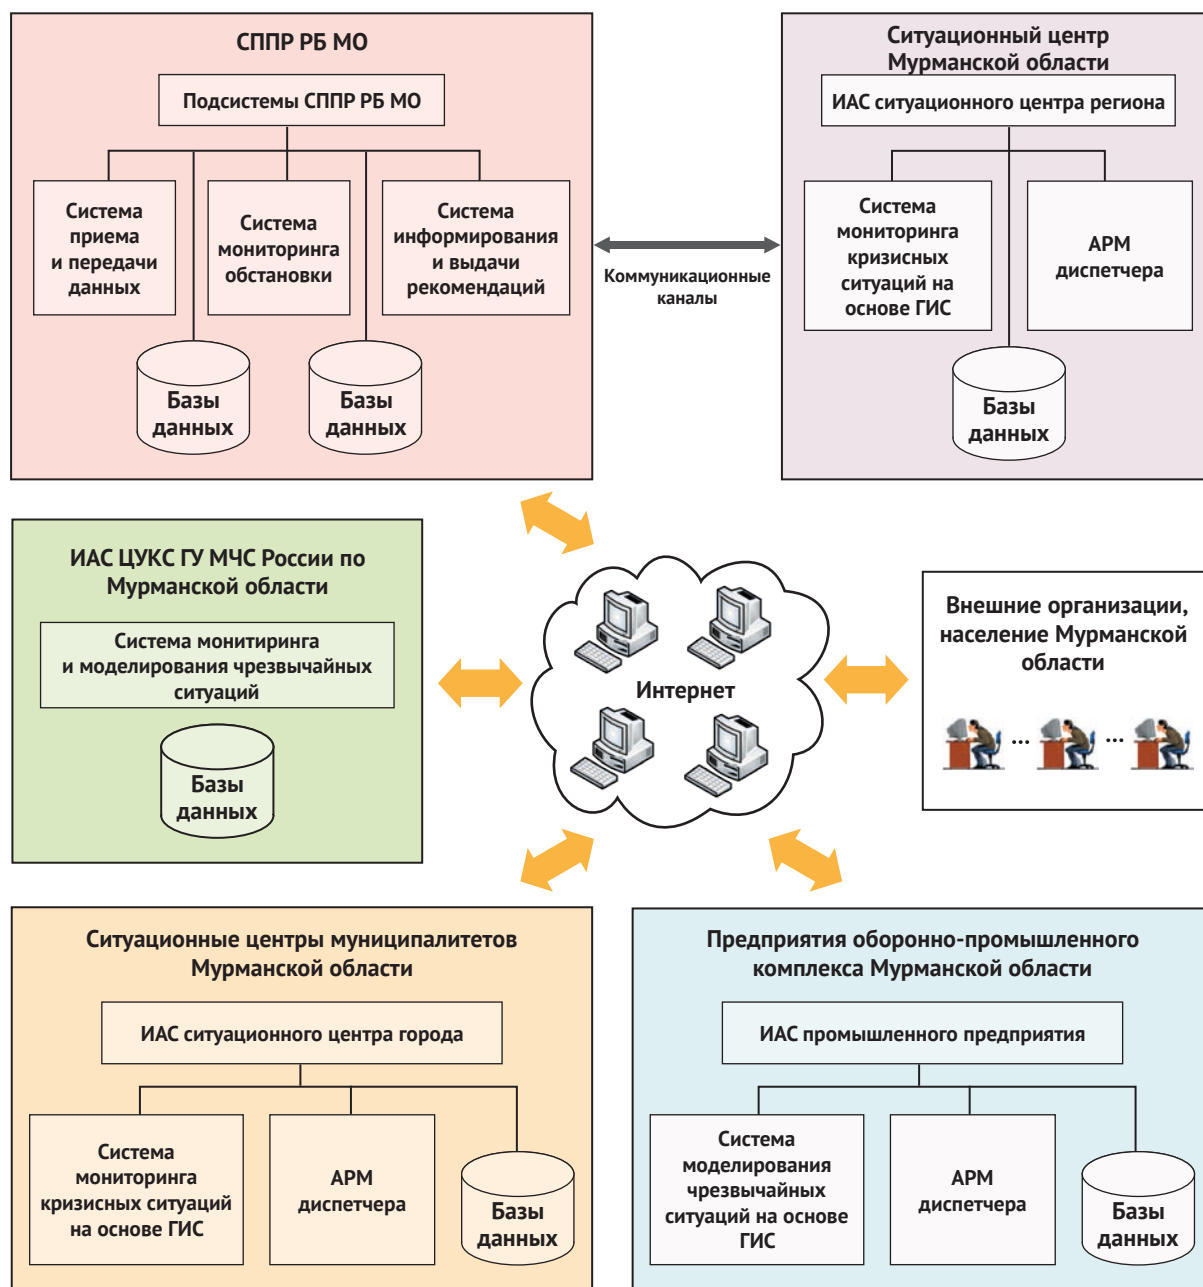 СППР РБ МО
Подсистемы СППР РБ МО
Система
приема
и передачи
данных
Система
мониторинга
обстановки
Система
информирования
и выдачи
рекомендаций
Базы
данных
Базы
данных
Коммуникационные
каналы
Ситуационный центр
Мурманской области
ИАС ситуационного центра региона
Система
мониторинга
кризисных
ситуаций на
основе ГИС
АРМ
диспетчера
Базы
данных
ИАС ЦУКС ГУ МЧС России по
Мурманской области
Система монитиринга
и моделирования чрезвычайных
ситуаций
Базы
данных
Интернет
Внешние организации,
население Мурманской
области
... ...
Ситуационные центры муниципалитетов
Мурманской области
ИАС ситуационного центра города
Система
мониторинга
кризисных ситуаций
на основе ГИС
АРМ
диспетчера
Базы
данных
Предприятия оборонно-промышленного
комплекса Мурманской области
ИАС промышленного предприятия
Система
моделирования
чрезвычайных
ситуаций на основе
ГИС
АРМ
диспетчера
Базы
данных